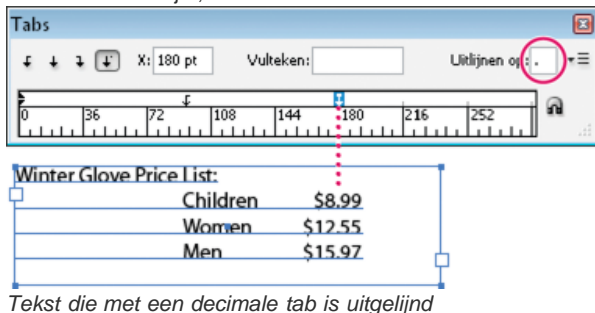 Tabs
X: 180 pt Vulteken: Uitlijnen op: .
0 36 72 108 144 180 216 252
Winter Glove Price List:
Children $8.99
Women $12.55
Men $15.97
Tekst die met een decimale tab is uitgelijnd